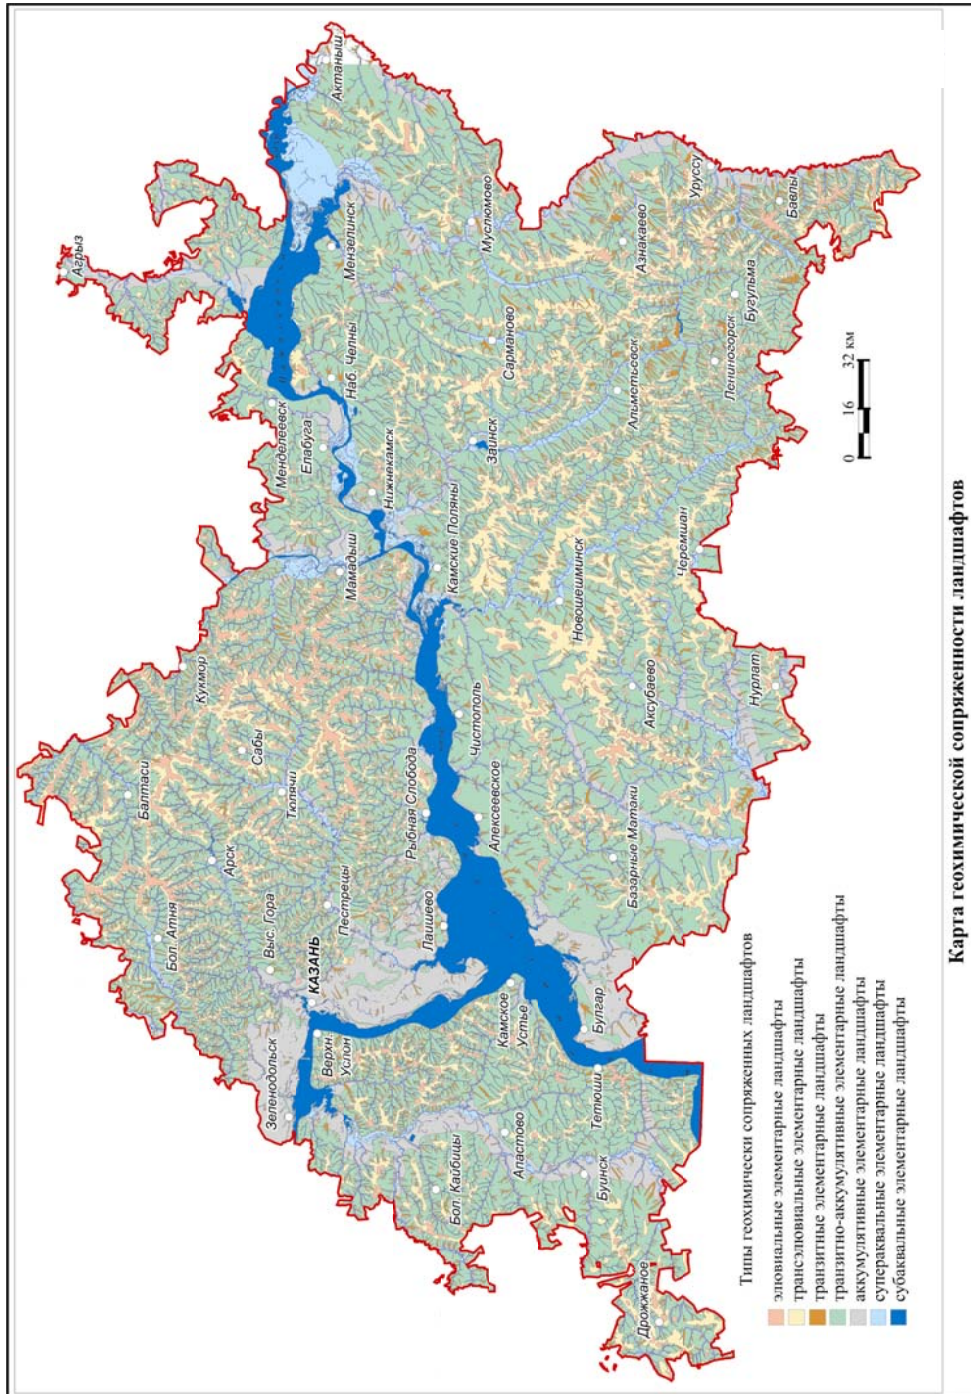 Агрыз
Актаныш
Мензелинск
Муслюмово
Уруссу
Бавлы
Азнакаево
Бугульма
Менделеевск
Наб. Челны
Елабуга
Сарманово
Альметьевск
Лениногорск
Заинск
Нижнекамск
Мамадыш
Камские Поляны
Новошешминск
Черемшан
Кукмор
Сабы
Балтаси
Тюлячи
Арск
Рыбная Слобода
Чистополь
Аксубаево
Нурлат
Алексеевское
Базарные Матаки
Бол. Атня
Выс. Гора
Пестрецы
Лаишево
КАЗАНЬ
Зеленодольск
Верхн.
Услон
Камское
Устье
Булгар
Тетюши
Апастово
Бол. Кайбицы
Буинск
Дрожжаное
0 16 32 км
Типы геохимически сопряженных ландшафтов
элювиальные элементарные ландшафты
трансэлювиальные элементарные ландшафты
транзитные элементарные ландшафты
транзитно-аккумулятивные элементарные ландшафты
аккумулятивные элементарные ландшафты
супераквальные элементарные ландшафты
субаквальные элементарные ландшафты
Карта геохимической сопряженности ландшафтов